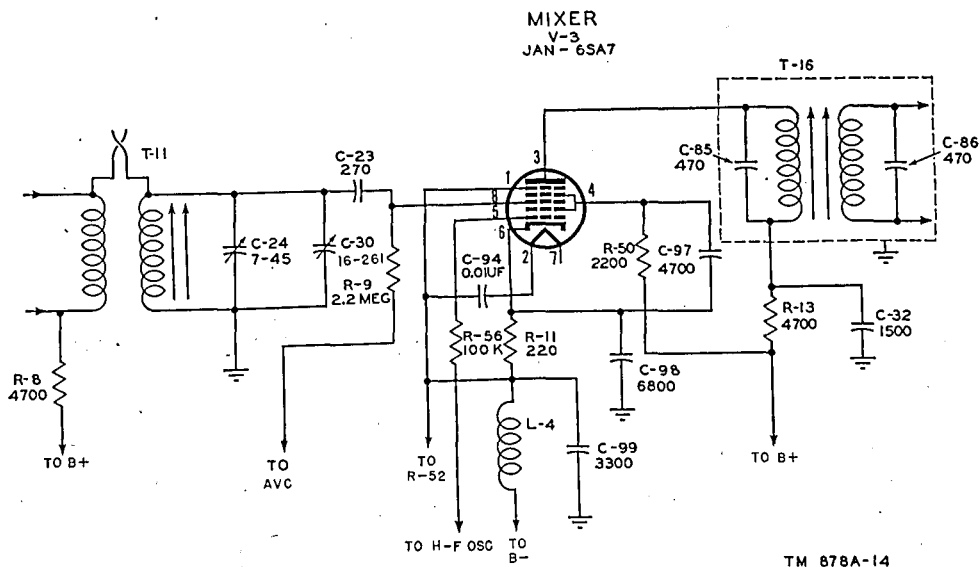 MIXER
V-3
JAN - 6SA7
T-16
T-11
C-23
270
C-85
470
C-86
470
3
1
8
5
6
4
2
7
C-24
7-45
C-30
16-261
R-9
2.2 MEG
C-94
0.01UF
R-50
2200
C-97
4700
R-13
4700
C-32
1500
R-56
100 K
R-11
220
R-8
4700
C-98
6800
L-4
C-99
3300
TO B+
TO
AVC
TO
R-52
TO B+
TO H-F OSC
TO
B-
TM 878A-14